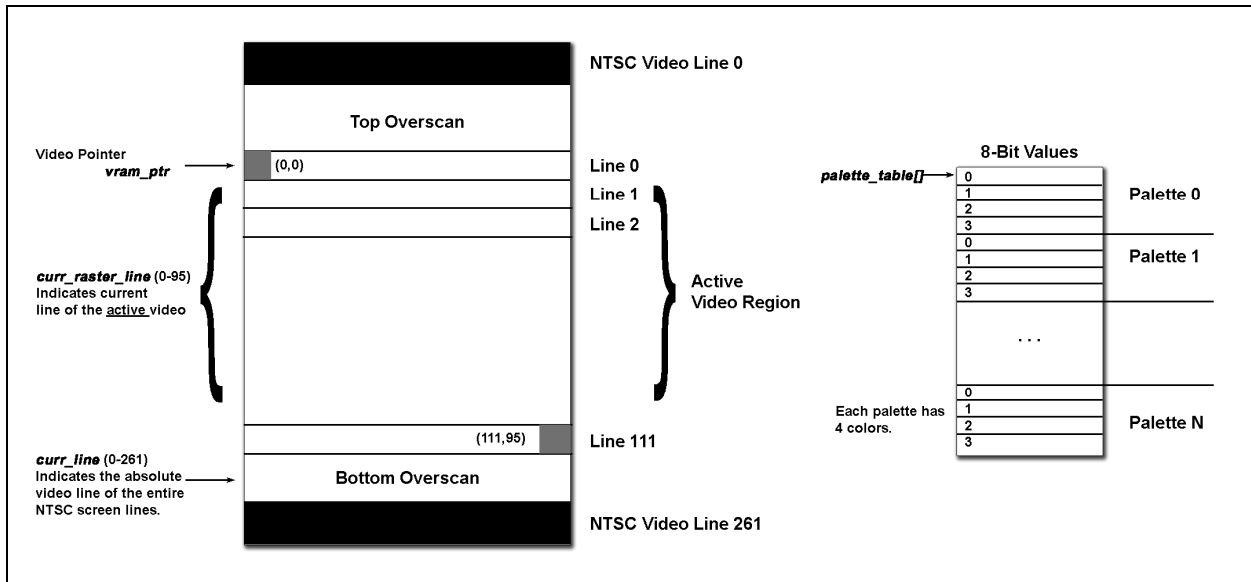 NTSC Video Line 0
Top Overscan
Video Pointer
vram_ptr
(0,0)
Line 0
Line 1
Line 2
curr_raster_line (0-95)
Indicates current
line of the active video
Active
Video Region
(111,95)
Line 111
curr_line (0-261)
Indicates the absolute
video line of the entire
NTSC screen lines.
Bottom Overscan
NTSC Video Line 261
8-Bit Values
palette_table[]
0
1
2
3
Palette 0
0
1
2
3
Palette 1
. . .
Each palette has
4 colors.
0
1
2
3
Palette N